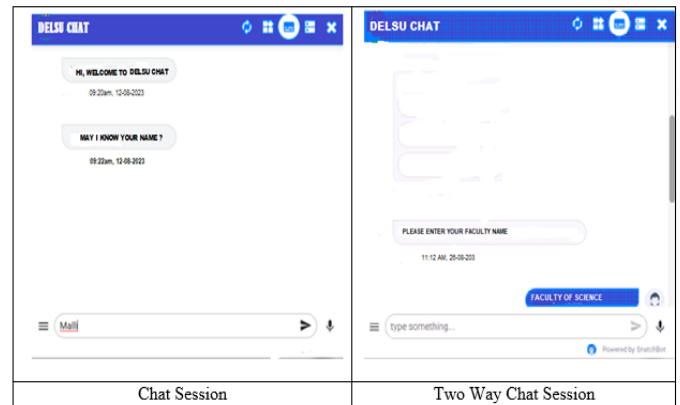 DELSU CHAT
HI, WELCOME TO DELSU CHAT
09:20am, 12-08-2023
MAY I KNOW YOUR NAME ?
09:22am, 12-08-2023
Malli
Chat Session
DELSU CHAT
PLEASE ENTER YOUR FACULTY NAME
11:12 AM, 26-08-203
FACULTY OF SCIENCE
type something...
Powered by SnatchBot
Two Way Chat Session